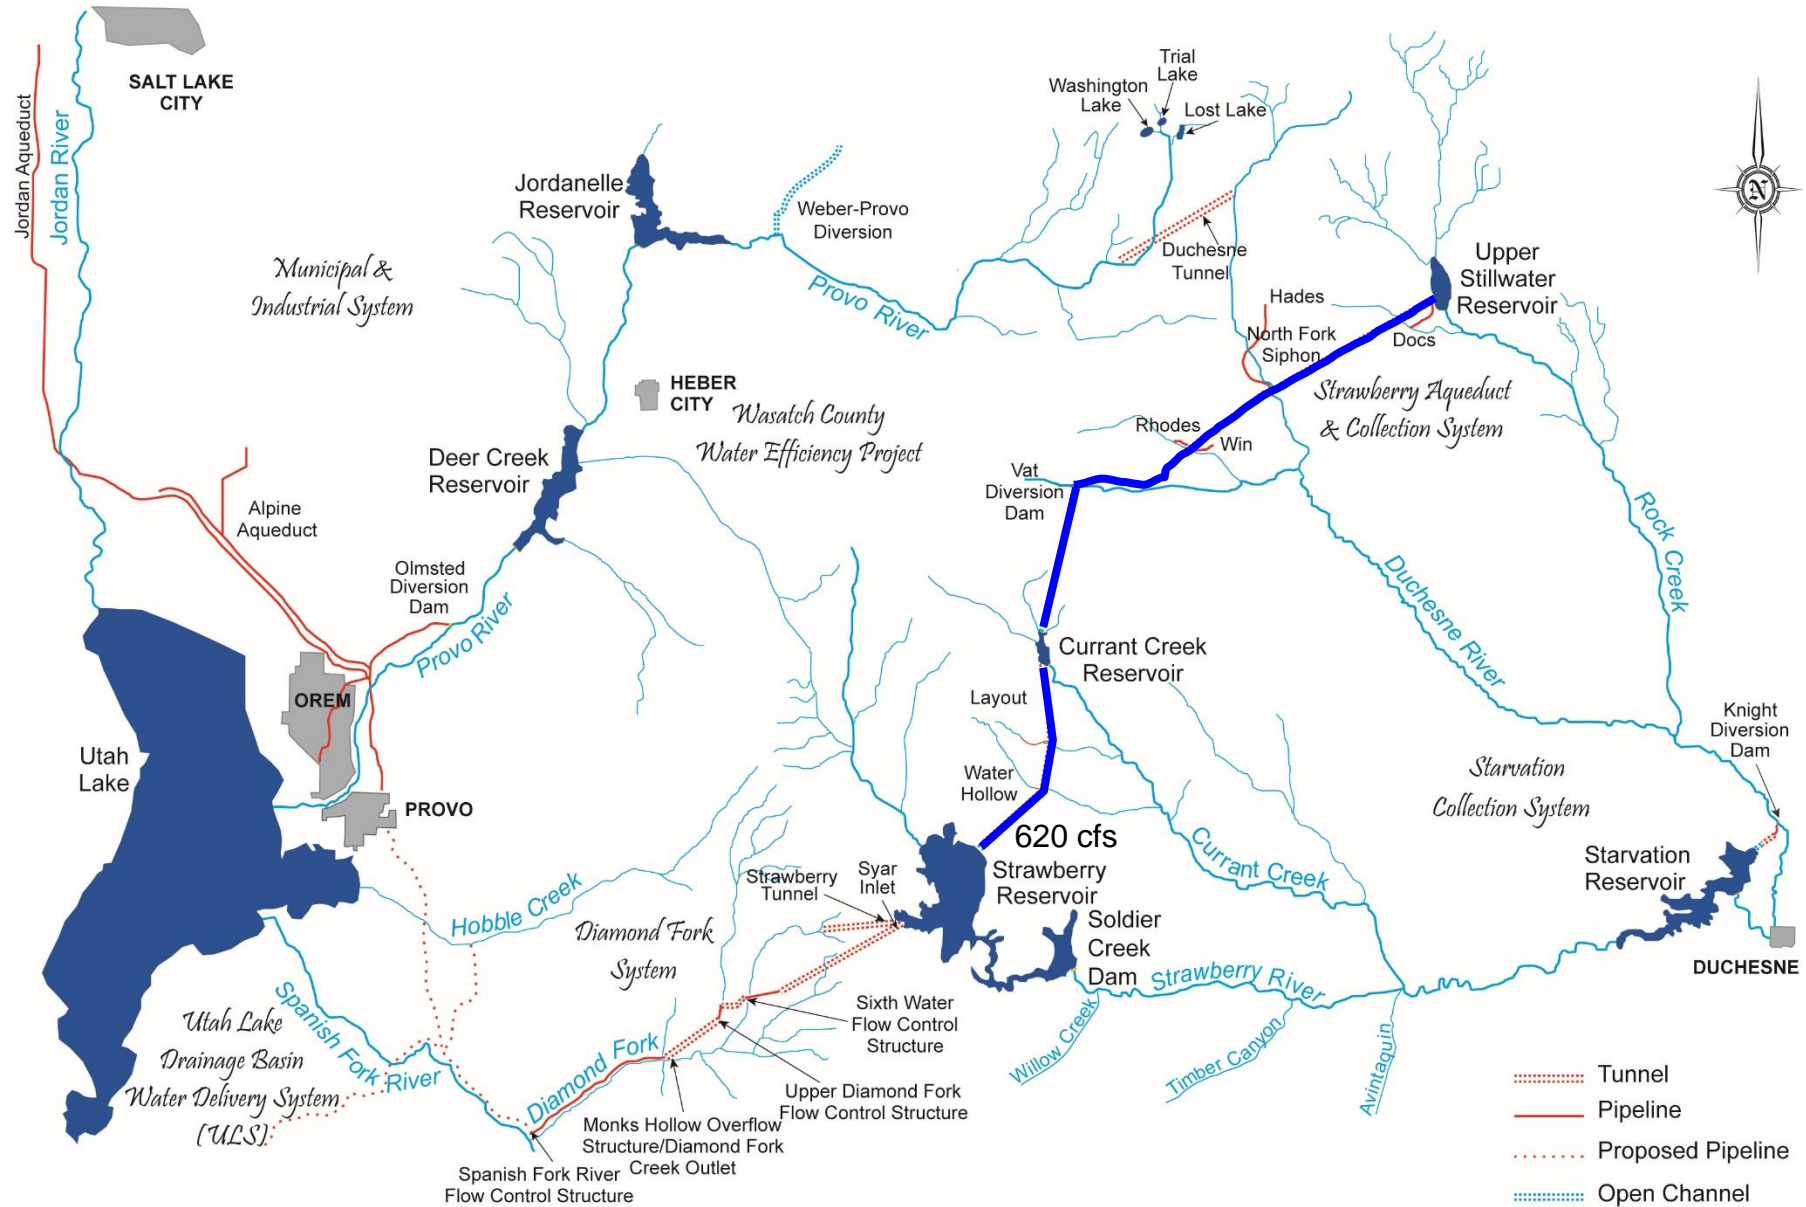 SALT LAKE
CITY
Jordan Aqueduct
Jordan River
Municipal &
Industrial System
Jordanelle
Reservoir
Weber-Provo
Diversion
Provo River
Washington
Lake
Trial
Lake
Lost Lake
Duchesne
Tunnel
Hades
North Fork
Siphon
Docs
Upper
Stillwater
Reservoir
N
Strawberry Aqueduct
& Collection System
HEBER
CITY
Wasatch County
Water Efficiency Project
Rhodes
Win
Vat
Diversion
Dam
Deer Creek
Reservoir
Alpine
Aqueduct
Olmsted
Diversion
Dam
Provo River
Rock Creek
Duchesne River
Currant Creek
Reservoir
Layout
Water
Hollow
OREM
Utah
Lake
PROVO
Knight
Diversion
Dam
Starvation
Collection System
620 cfs
Strawberry
Reservoir
Currant Creek
Starvation
Reservoir
Strawberry
Tunnel
Syar
Inlet
Hobble Creek
Diamond Fork
System
Soldier
Creek
Dam
Strawberry River
DUCHESNE
Spanish Fork River
Utah Lake
Drainage Basin
Water Delivery System
(ULS)
Diamond Fork
Sixth Water
Flow Control
Structure
Willow Creek
Timber Canyon
Avintaquin
Upper Diamond Fork
Flow Control Structure
Monks Hollow Overflow
Structure/Diamond Fork
Creek Outlet
Spanish Fork River
Flow Control Structure
Tunnel
Pipeline
Proposed Pipeline
Open Channel